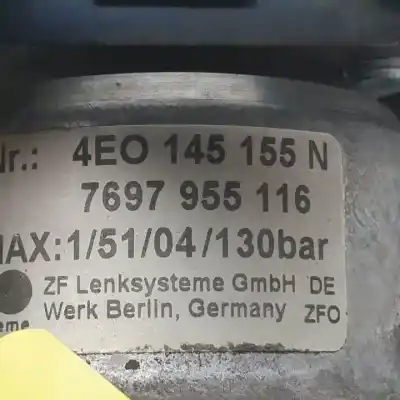 Nr.: 4EO 145 155 N
7697 955 116
MAX:1/51/04/130bar
ZF Lenksysteme GmbH DE
Werk Berlin, Germany ZFO
eme